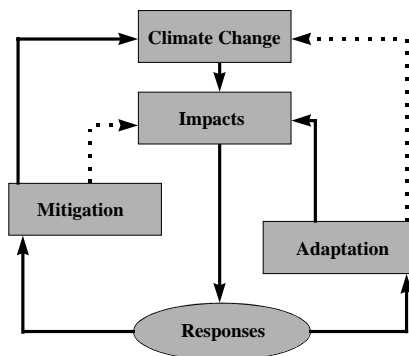 Climate Change
Impacts
Mitigation
Adaptation
Responses